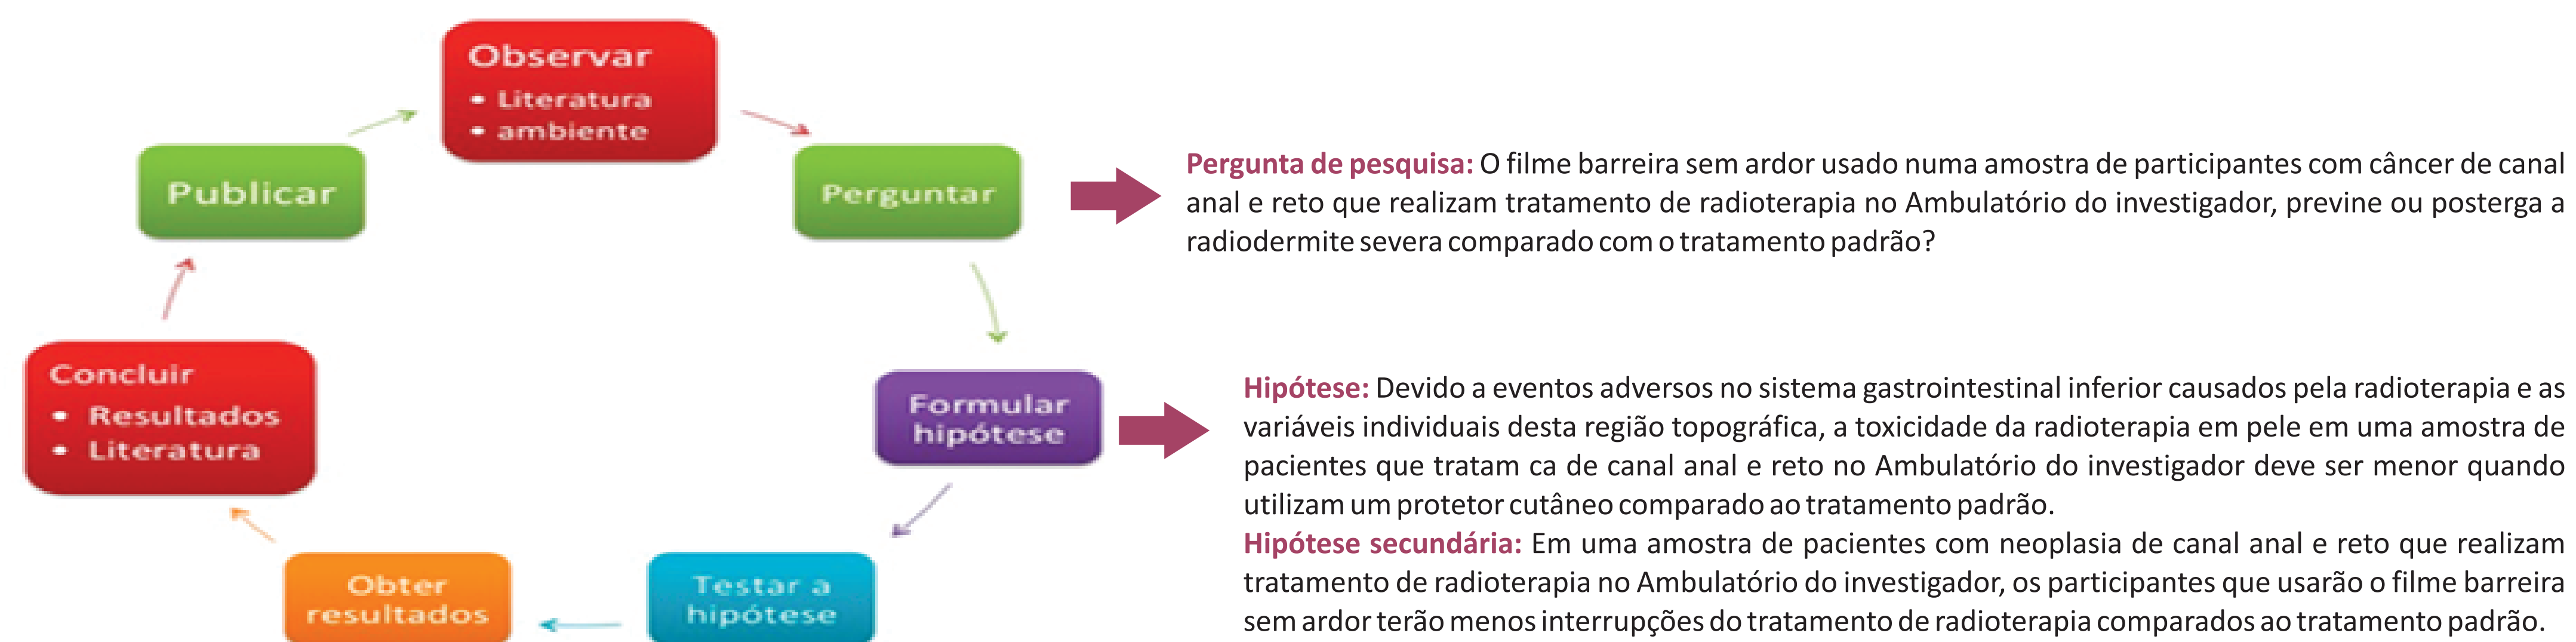 Observar
• Literatura
• ambiente
Perguntar
Publicar
Pergunta de pesquisa: O filme barreira sem ardor usado numa amostra de participantes com câncer de canal
anal e reto que realizam tratamento de radioterapia no Ambulatório do investigador, previne ou posterga a
radiodermite severa comparado com o tratamento padrão?
Formular
hipótese
Hipótese: Devido a eventos adversos no sistema gastrointestinal inferior causados pela radioterapia e as
variáveis individuais desta região topográfica, a toxicidade da radioterapia em pele em uma amostra de
pacientes que tratam ca de canal anal e reto no Ambulatório do investigador deve ser menor quando
utilizam um protetor cutâneo comparado ao tratamento padrão.
Hipótese secundária: Em uma amostra de pacientes com neoplasia de canal anal e reto que realizam
tratamento de radioterapia no Ambulatório do investigador, os participantes que usarão o filme barreira
sem ardor terão menos interrupções do tratamento de radioterapia comparados ao tratamento padrão.
Testar a
hipótese
Obter
resultados
Concluir
• Resultados
• Literatura